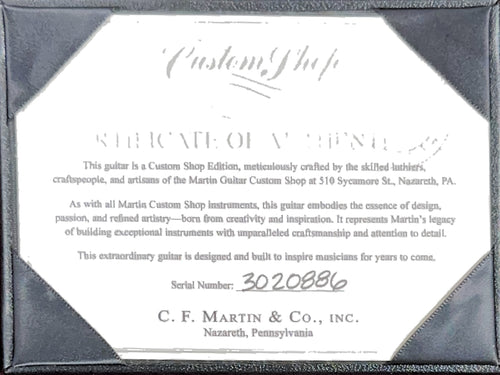 Custom Shop
CERTIFICATE OF AUTHENTICITY
This guitar is a Custom Shop Edition, meticulously crafted by the skilled luthiers,
craftspeople, and artisans of the Martin Guitar Custom Shop at 510 Sycamore St., Nazareth, PA.
As with all Martin Custom Shop instruments, this guitar embodies the essence of design,
passion, and refined artistry—born from creativity and inspiration. It represents Martin's legacy
of building exceptional instruments with unparalleled craftsmanship and attention to detail.
This extraordinary guitar is designed and built to inspire musicians for years to come.
Serial Number: 3020886
C. F. MARTIN & CO., INC.
Nazareth, Pennsylvania